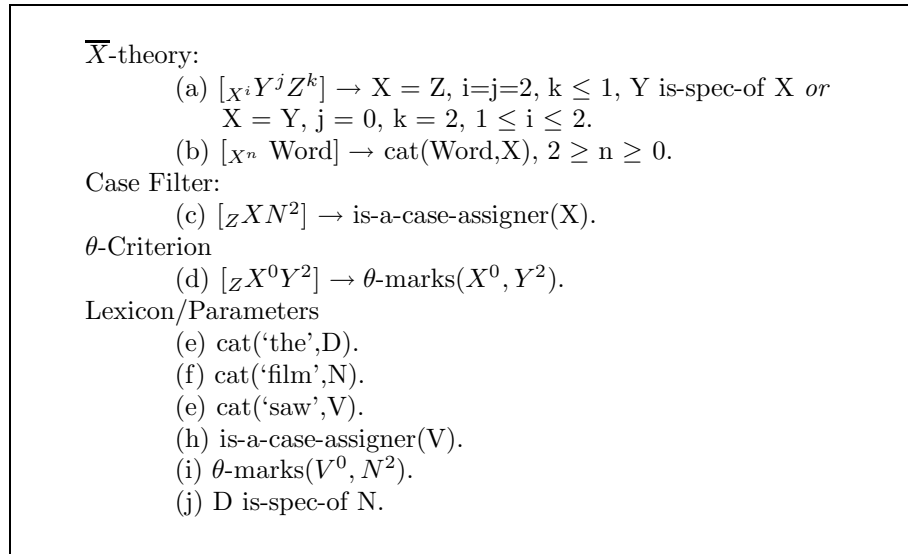 X̅-theory:
(a) [_{X^i} Y^j Z^k] → X = Z, i=j=2, k ≤ 1, Y is-spec-of X or
X = Y, j = 0, k = 2, 1 ≤ i ≤ 2.
(b) [_{X^n} Word] → cat(Word,X), 2 ≥ n ≥ 0.
Case Filter:
(c) [_Z XN^2] → is-a-case-assigner(X).
θ-Criterion
(d) [_Z X^0Y^2] → θ-marks(X^0, Y^2).
Lexicon/Parameters
(e) cat(‘the’,D).
(f) cat(‘film’,N).
(e) cat(‘saw’,V).
(h) is-a-case-assigner(V).
(i) θ-marks(V^0, N^2).
(j) D is-spec-of N.